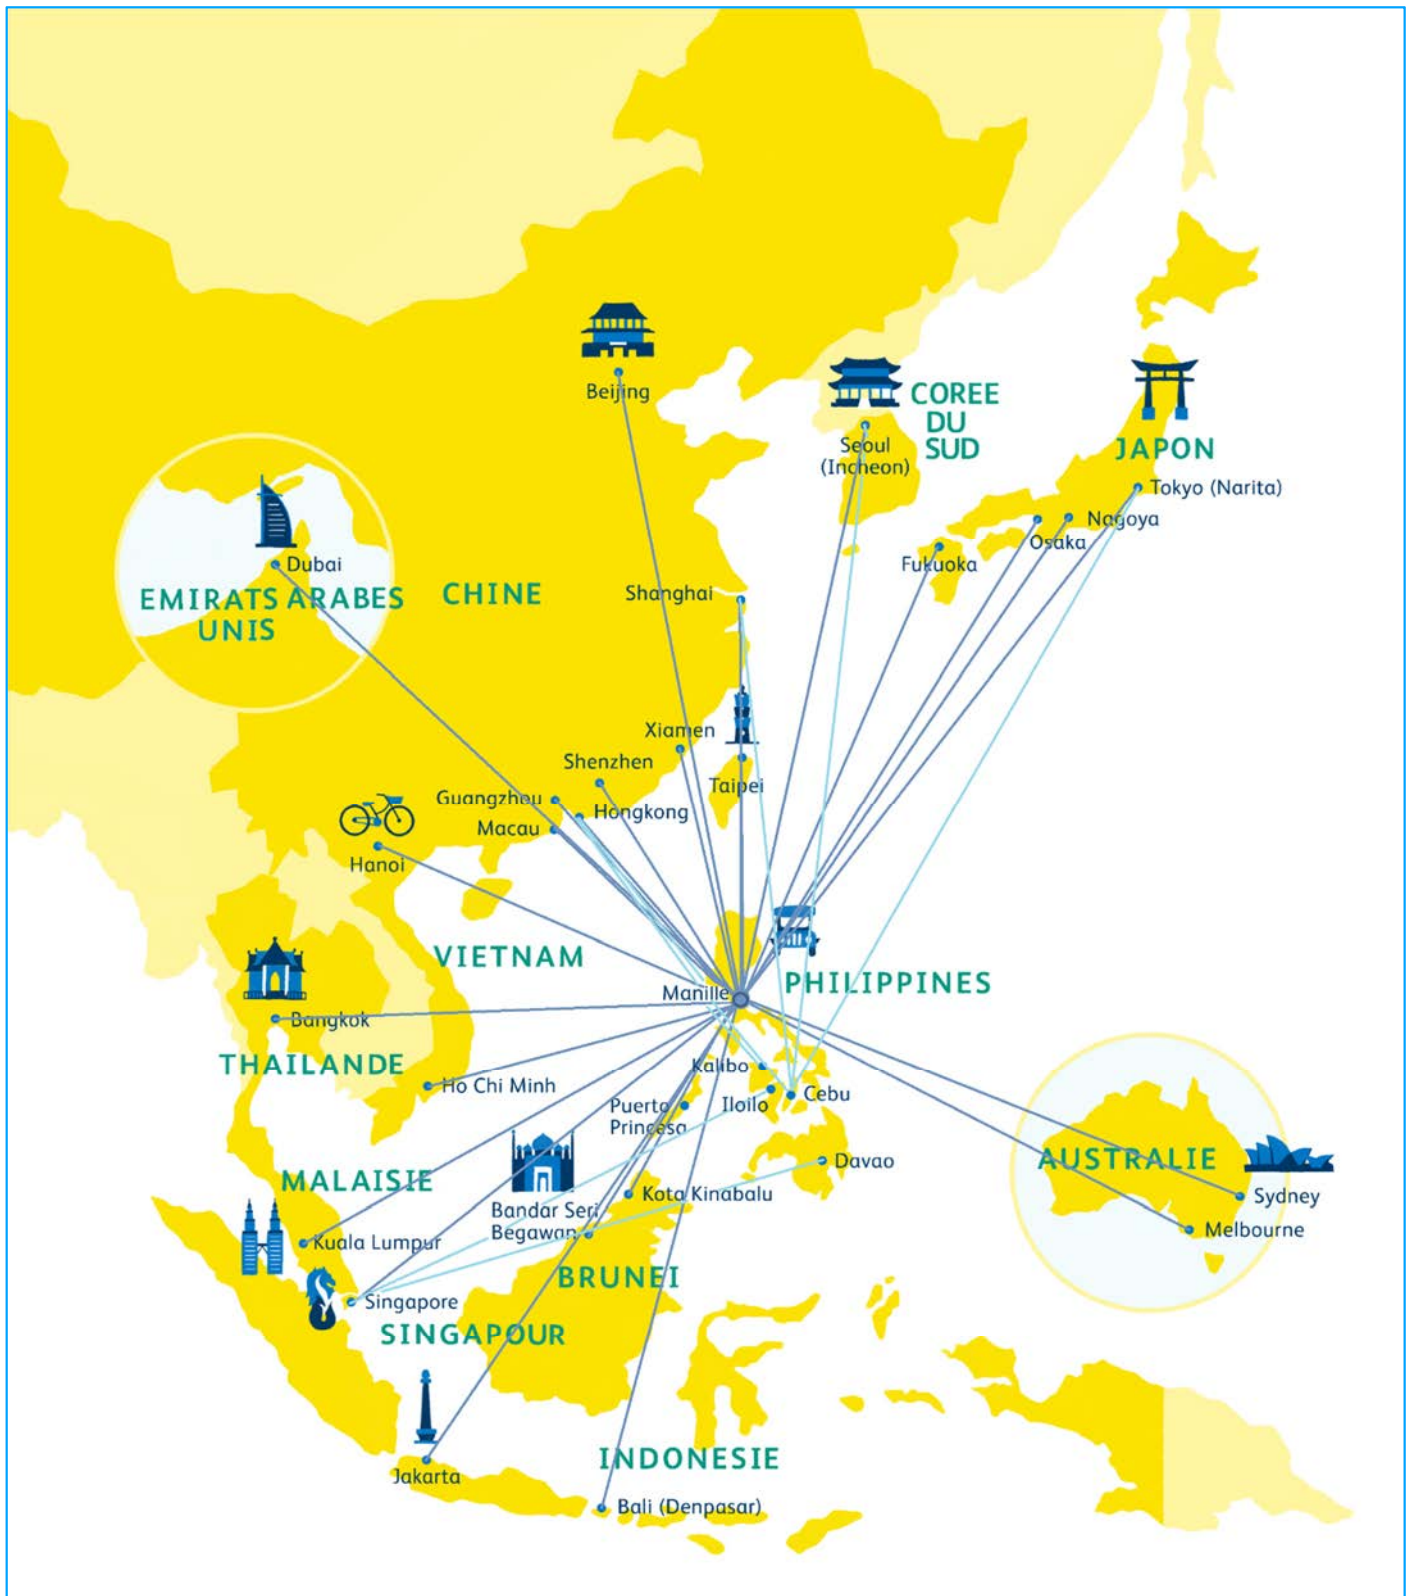 Beijing
COREE
DU
SUD
Seoul
(Incheon)
JAPON
Tokyo (Narita)
Nagoya
Osaka
Fukuoka
Dubai
EMIRATS ARABES
UNIS
CHINE
Shanghai
Xiamen
Shenzhen
Taipei
Guangzhou
Hongkong
Macau
Hanoi
VIETNAM
PHILIPPINES
Manille
Bangkok
THAILANDE
Kalibo
Ho Chi Minh
Puerto
Princesa
Iloilo
Cebu
Davao
AUSTRALIE
Sydney
Melbourne
MALAISIE
Kota Kinabalu
Bandar Seri
Begawan
Kuala Lumpur
BRUNEI
Singapore
SINGAPOUR
INDONESIE
Jakarta
Bali (Denpasar)